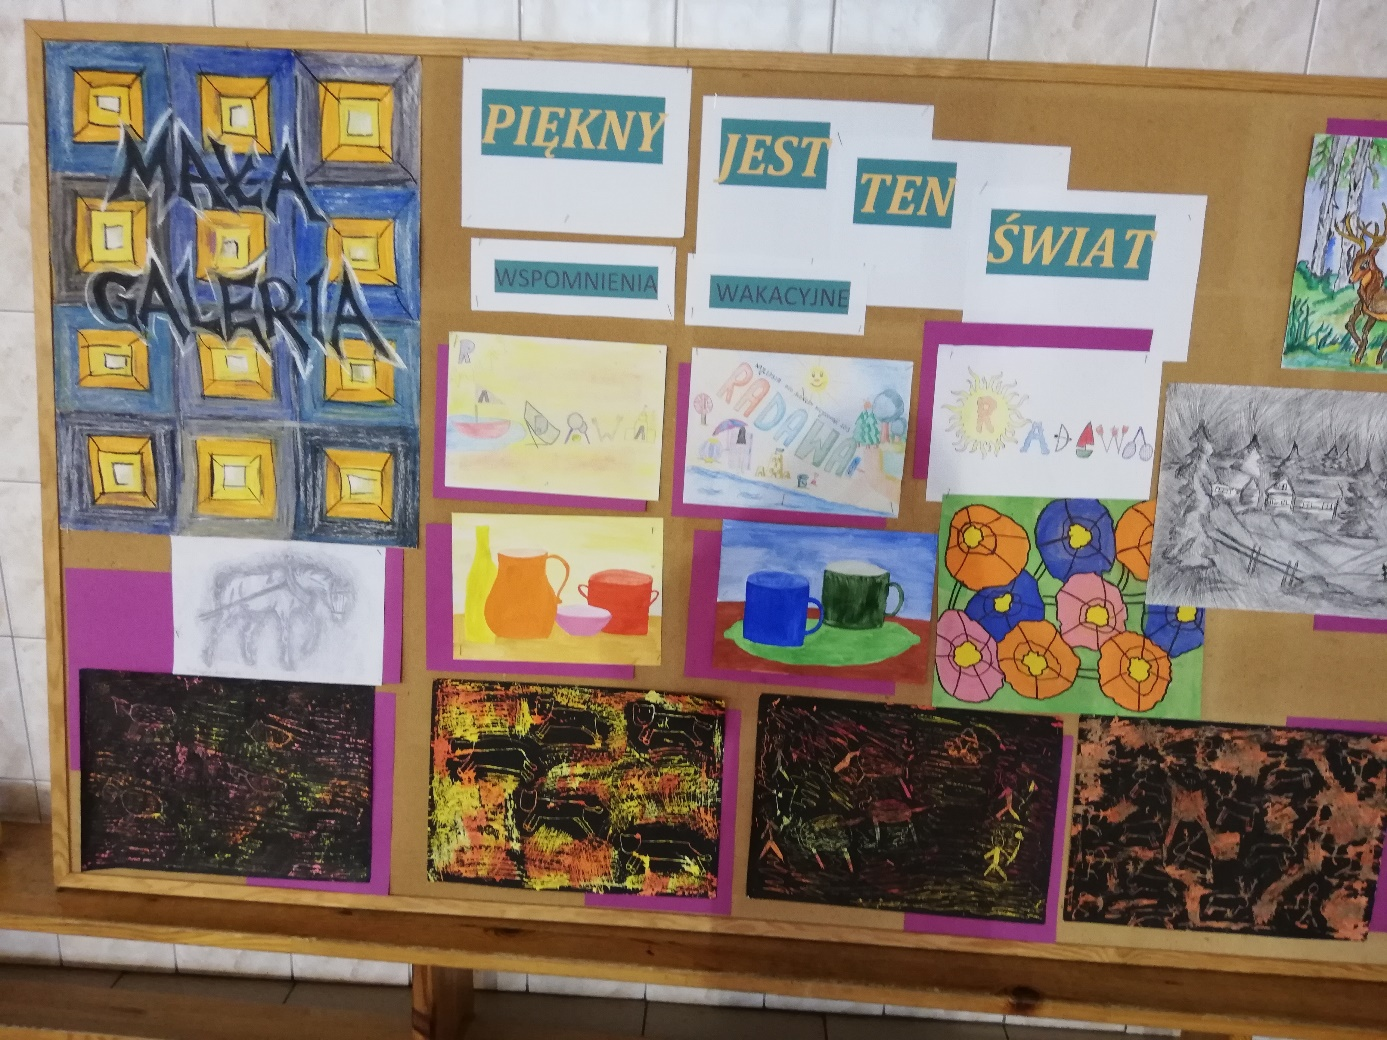 MAŁA
GALERIA
PIĘKNY
JEST
TEN
ŚWIAT
WSPOMNIENIA
WAKACYJNE
RADAWA
RADAWA
RADAWA